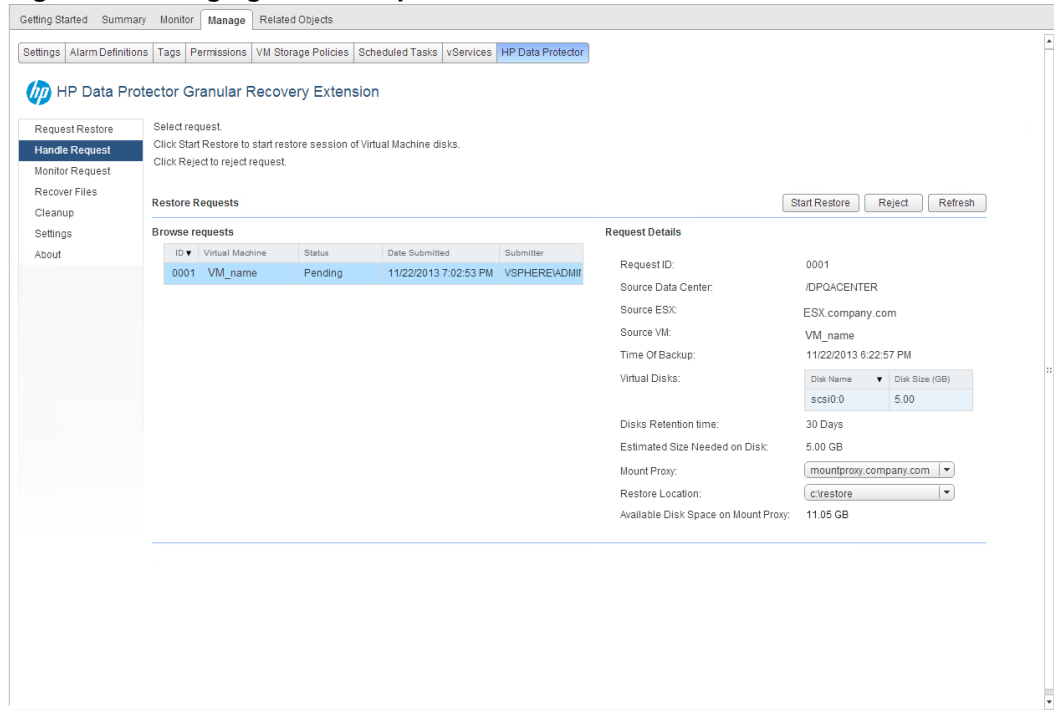 Getting Started Summary Monitor Manage Related Objects
Settings Alarm Definitions Tags Permissions VM Storage Policies Scheduled Tasks vServices HP Data Protector
hp HP Data Protector Granular Recovery Extension
Request Restore
Handle Request
Monitor Request
Recover Files
Cleanup
Settings
About
Select request.
Click Start Restore to start restore session of Virtual Machine disks.
Click Reject to reject request.
Restore Requests Start Restore Reject Refresh
Browse requests
ID Virtual Machine Status Date Submitted Submitter
0001 VM_name Pending 11/22/2013 7:02:53 PM VSPHERE\ADMI
Request Details
Request ID: 0001
Source Data Center: /DPQACENTER
Source ESX: ESX.company.com
Source VM: VM_name
Time Of Backup: 11/22/2013 6:22:57 PM
Virtual Disks: Disk Name Disk Size (GB)
scsi0:0 5.00
Disks Retention time: 30 Days
Estimated Size Needed on Disk: 5.00 GB
Mount Proxy: mountproxy.company.com
Restore Location: c:\restore
Available Disk Space on Mount Proxy: 11.05 GB